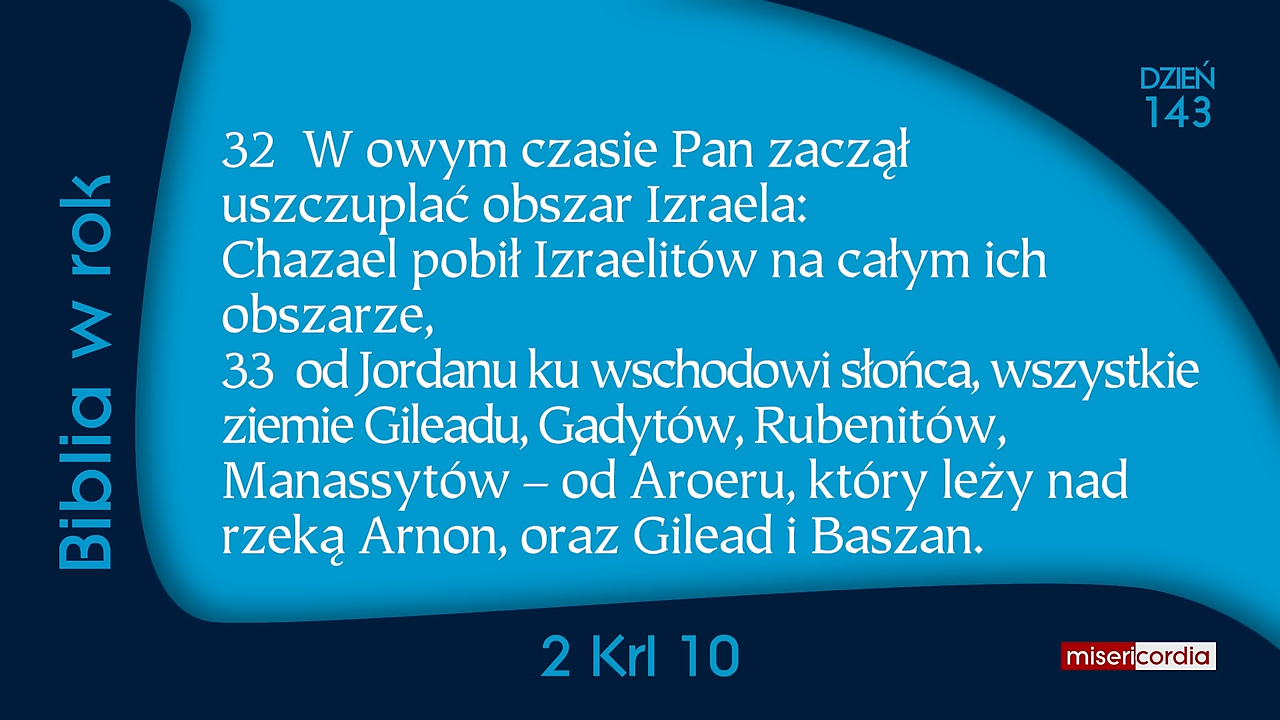 DZIEŃ
143
Biblia w rok
32 W owym czasie Pan zaczął
uszczuplać obszar Izraela:
Chazael pobił Izraelitów na całym ich
obszarze,
33 od Jordanu ku wschodowi słońca, wszystkie
ziemie Gileadu, Gadytów, Rubenitów,
Manassytów – od Aroeru, który leży nad
rzeką Arnon, oraz Gilead i Baszan.
2 Krl 10
misericordia